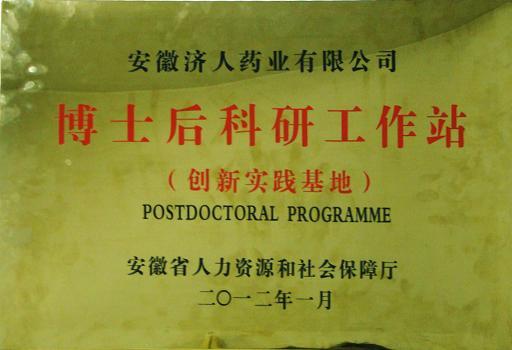 安徽济人药业有限公司
博士后科研工作站
（创新实践基地）
POSTDOCTORAL PROGRAMME
安徽省人力资源和社会保障厅
二〇一二年一月